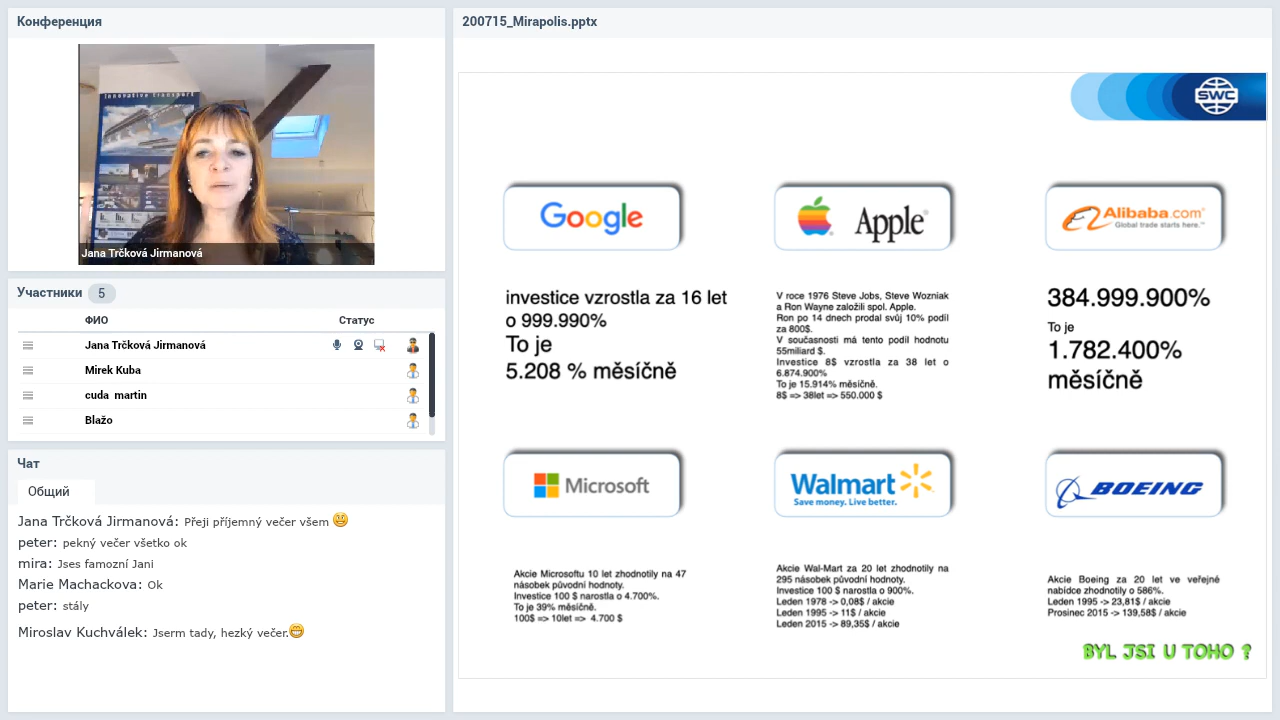 Конференция
Innovative transport
Jana Trčková Jirmanová
Участники 5
ФИО Статус
Jana Trčková Jirmanová
Mirek Kuba
cuda martin
Blažo
Чат
Общий
Jana Trčková Jirmanová: Přeji příjemný večer všem
peter: pekný večer všetko ok
mira: Jses famozní Jani
Marie Machackova: Ok
peter: stály
Miroslav Kuchválek: Jserm tady, hezký večer.
200715_Mirapolis.pptx
SWC
Google
investice vzrostla za 16 let
o 999.990%
To je
5.208 % měsíčně
Apple
V roce 1976 Steve Jobs, Steve Wozniak
a Ron Wayne založili spol. Apple.
Ron po 14 dnech prodal svůj 10% podíl
za 800$.
V současnosti má tento podíl hodnotu
55miliard $.
Investice 8$ vzrostla za 38 let o
6.874.900%
To je 15.914% měsíčně.
8$ => 38let => 550.000 $
Alibaba.com
Global trade starts here.™
384.999.900%
To je
1.782.400%
měsíčně
Microsoft
Akcie Microsoftu 10 let zhodnotily na 47
násobek původní hodnoty.
Investice 100 $ narostla o 4.700%.
To je 39% měsíčně.
100$ => 10let => 4.700 $
Walmart
Save money. Live better.
Akcie Wal-Mart za 20 let zhodnotily na
295 násobek původní hodnoty.
Investice 100 $ narostla o 900%.
Leden 1978 -> 0,08$ / akcie
Leden 1995 -> 11$ / akcie
Leden 2015 -> 89,35$ / akcie
BOEING
Akcie Boeing za 20 let ve veřejné
nabídce zhodnotily o 586%.
Leden 1995 -> 23,81$ / akcie
Prosinec 2015 -> 139,58$ / akcie
BYL JSI U TOHO ?